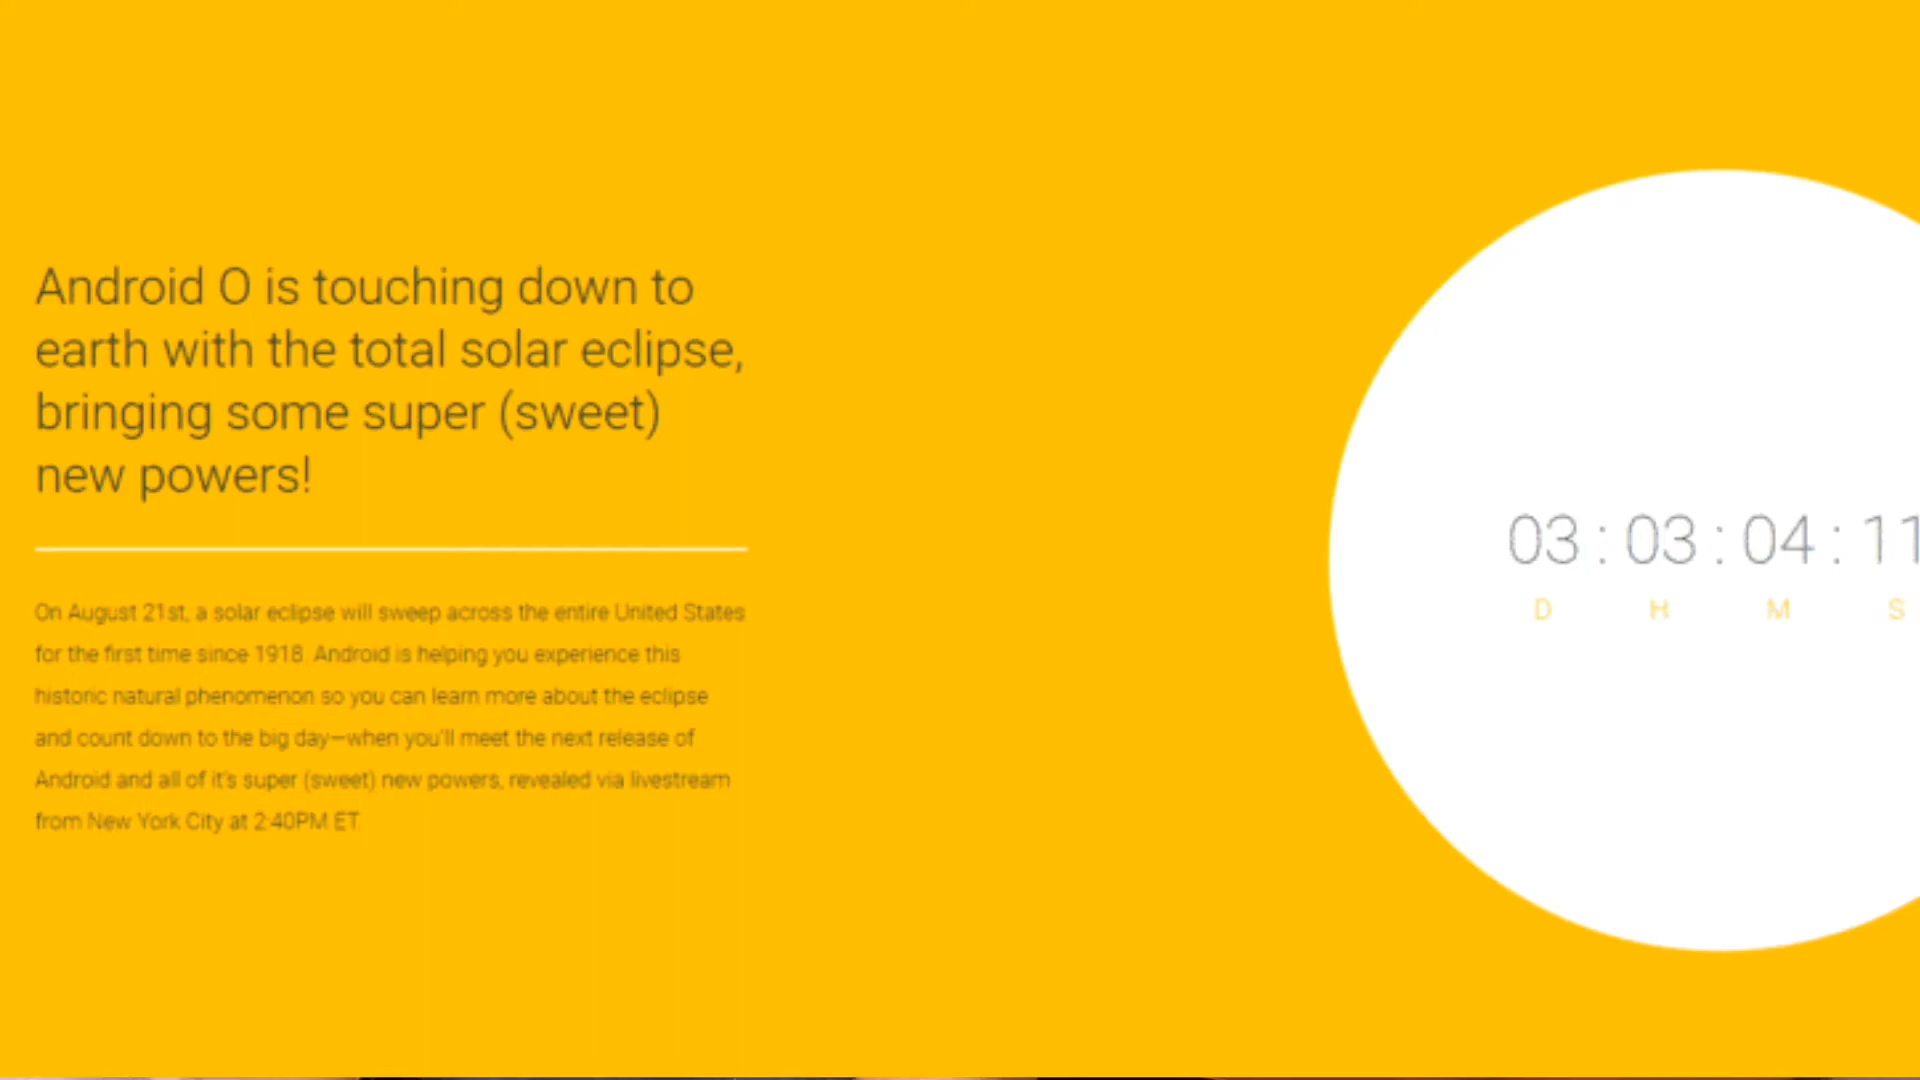 Android O is touching down to
earth with the total solar eclipse,
bringing some super (sweet)
new powers!
On August 21st, a solar eclipse will sweep across the entire United States
for the first time since 1918. Android is helping you experience this
historic natural phenomenon so you can learn more about the eclipse
and count down to the big day—when you'll meet the next release of
Android and all of it's super (sweet) new powers, revealed via livestream
from New York City at 2:40PM ET.
03 : 03 : 04 : 11
D H M S